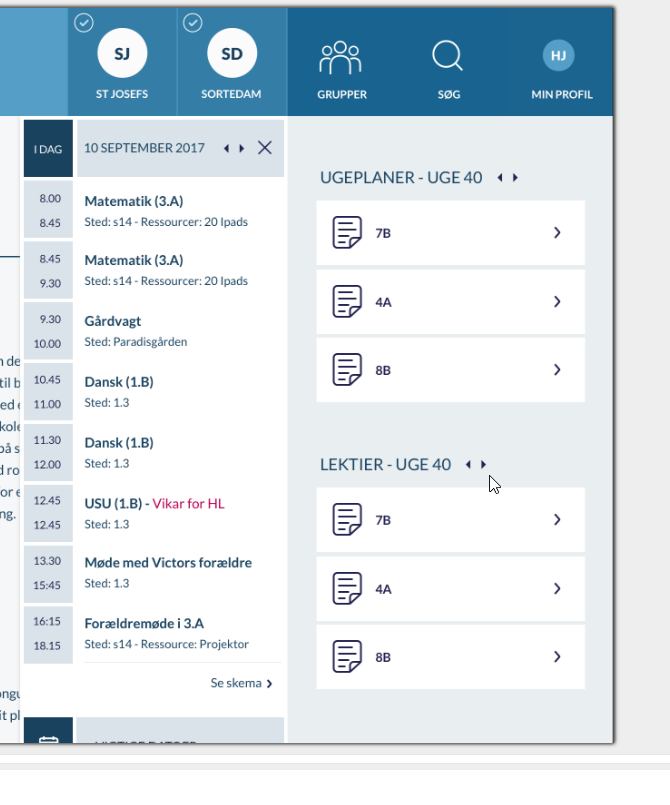 SJ
ST JOSEFS
SD
SORTEDAM
GRUPPER
SØG
HJ
MIN PROFIL
I DAG
10 SEPTEMBER 2017
8.00
8.45
Matematik (3.A)
Sted: s14 - Ressourcer: 20 Ipads
8.45
9.30
Matematik (3.A)
Sted: s14 - Ressourcer: 20 Ipads
9.30
10.00
Gårdvagt
Sted: Paradisgården
10.45
11.00
Dansk (1.B)
Sted: 1.3
11.30
12.00
Dansk (1.B)
Sted: 1.3
12.45
12.45
USU (1.B) - Vikar for HL
Sted: 1.3
13.30
15:45
Møde med Victors forældre
Sted: 1.3
16:15
18.15
Forældremøde i 3.A
Sted: s14 - Ressource: Projektor
Se skema
UGEPLANER - UGE 40
7B
4A
8B
LEKTIER - UGE 40
7B
4A
8B